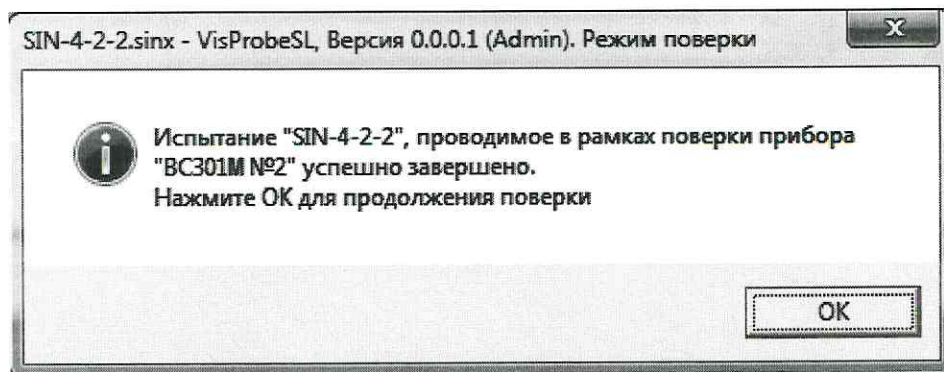 SIN-4-2-2.sinx - VisProbeSL, Версия 0.0.0.1 (Admin). Режим поверки
Испытание "SIN-4-2-2", проводимое в рамках поверки прибора
"ВС301М №2" успешно завершено.
Нажмите ОК для продолжения поверки
ОК